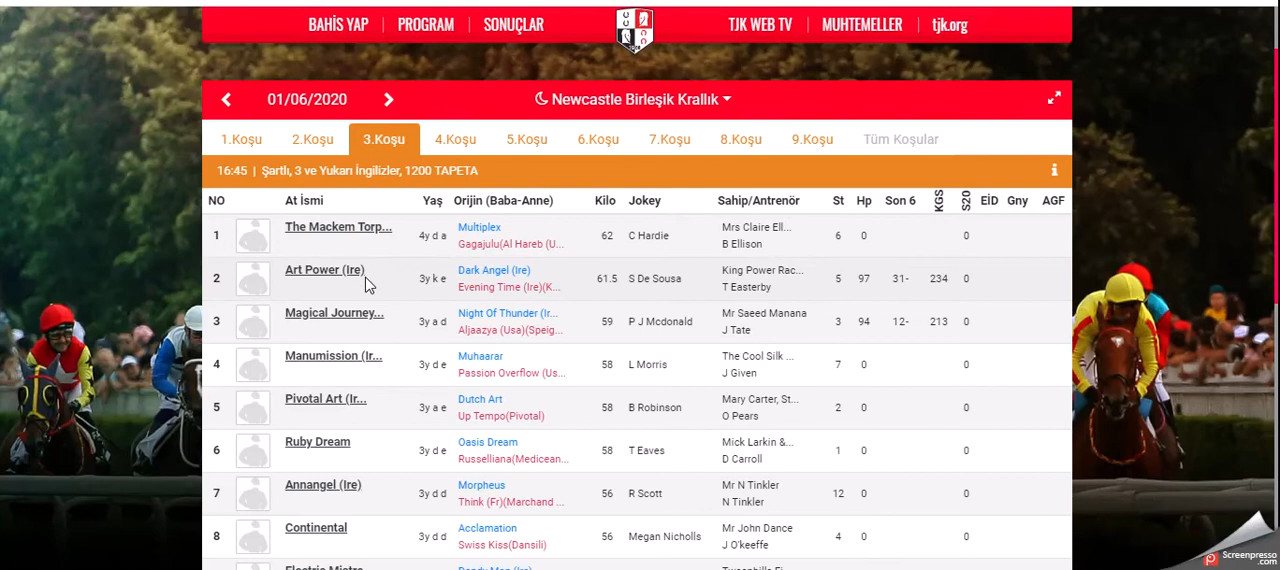 BAHİS YAP | PROGRAM | SONUÇLAR TJK WEB TV | MUHTEMELLER | tjk.org
01/06/2020 Newcastle Birleşik Krallık
1.Koşu 2.Koşu 3.Koşu 4.Koşu 5.Koşu 6.Koşu 7.Koşu 8.Koşu 9.Koşu Tüm Koşular
16:45 | Şartlı, 3 ve Yukarı İngilizler, 1200 TAPETA
NO At İsmi Yaş Orijin (Baba-Anne) Kilo Jokey Sahip/Antrenör St Hp Son 6 KGS S20 EİD Gny AGF
1 The Mackem Torp... 4y d a Multiplex 62 C Hardie Mrs Claire Ell... 6 0 0
Gagajulu(Al Hareb (U... B Ellison
2 Art Power (Ire) 3y k e Dark Angel (Ire) 61.5 S De Sousa King Power Rac... 5 97 31- 234 0
Evening Time (Ire)(K... T Easterby
3 Magical Journey... 3y a d Night Of Thunder (Ir... 59 P J Mcdonald Mr Saeed Manana 3 94 12- 213 0
Aljaazya (Usa)(Speig... J Tate
4 Manumission (Ir... 3y d e Muhaarar 58 L Morris The Cool Silk ... 7 0 0
Passion Overflow (Us... J Given
5 Pivotal Art (Ir... 3y a e Dutch Art 58 B Robinson Mary Carter, St... 2 0 0
Up Tempo(Pivotal) O Pears
6 Ruby Dream 3y d e Oasis Dream 58 T Eaves Mick Larkin &... 1 0 0
Russelliana(Medicean... D Carroll
7 Annangel (Ire) 3y d d Morpheus 56 R Scott Mr N Tinkler 12 0 0
Think (Fr)(Marchand ... N Tinkler
8 Continental 3y d d Acclamation 56 Megan Nicholls Mr John Dance 4 0 0
Swiss Kiss(Dansili) J O'keeffe
Screenpresso
.com